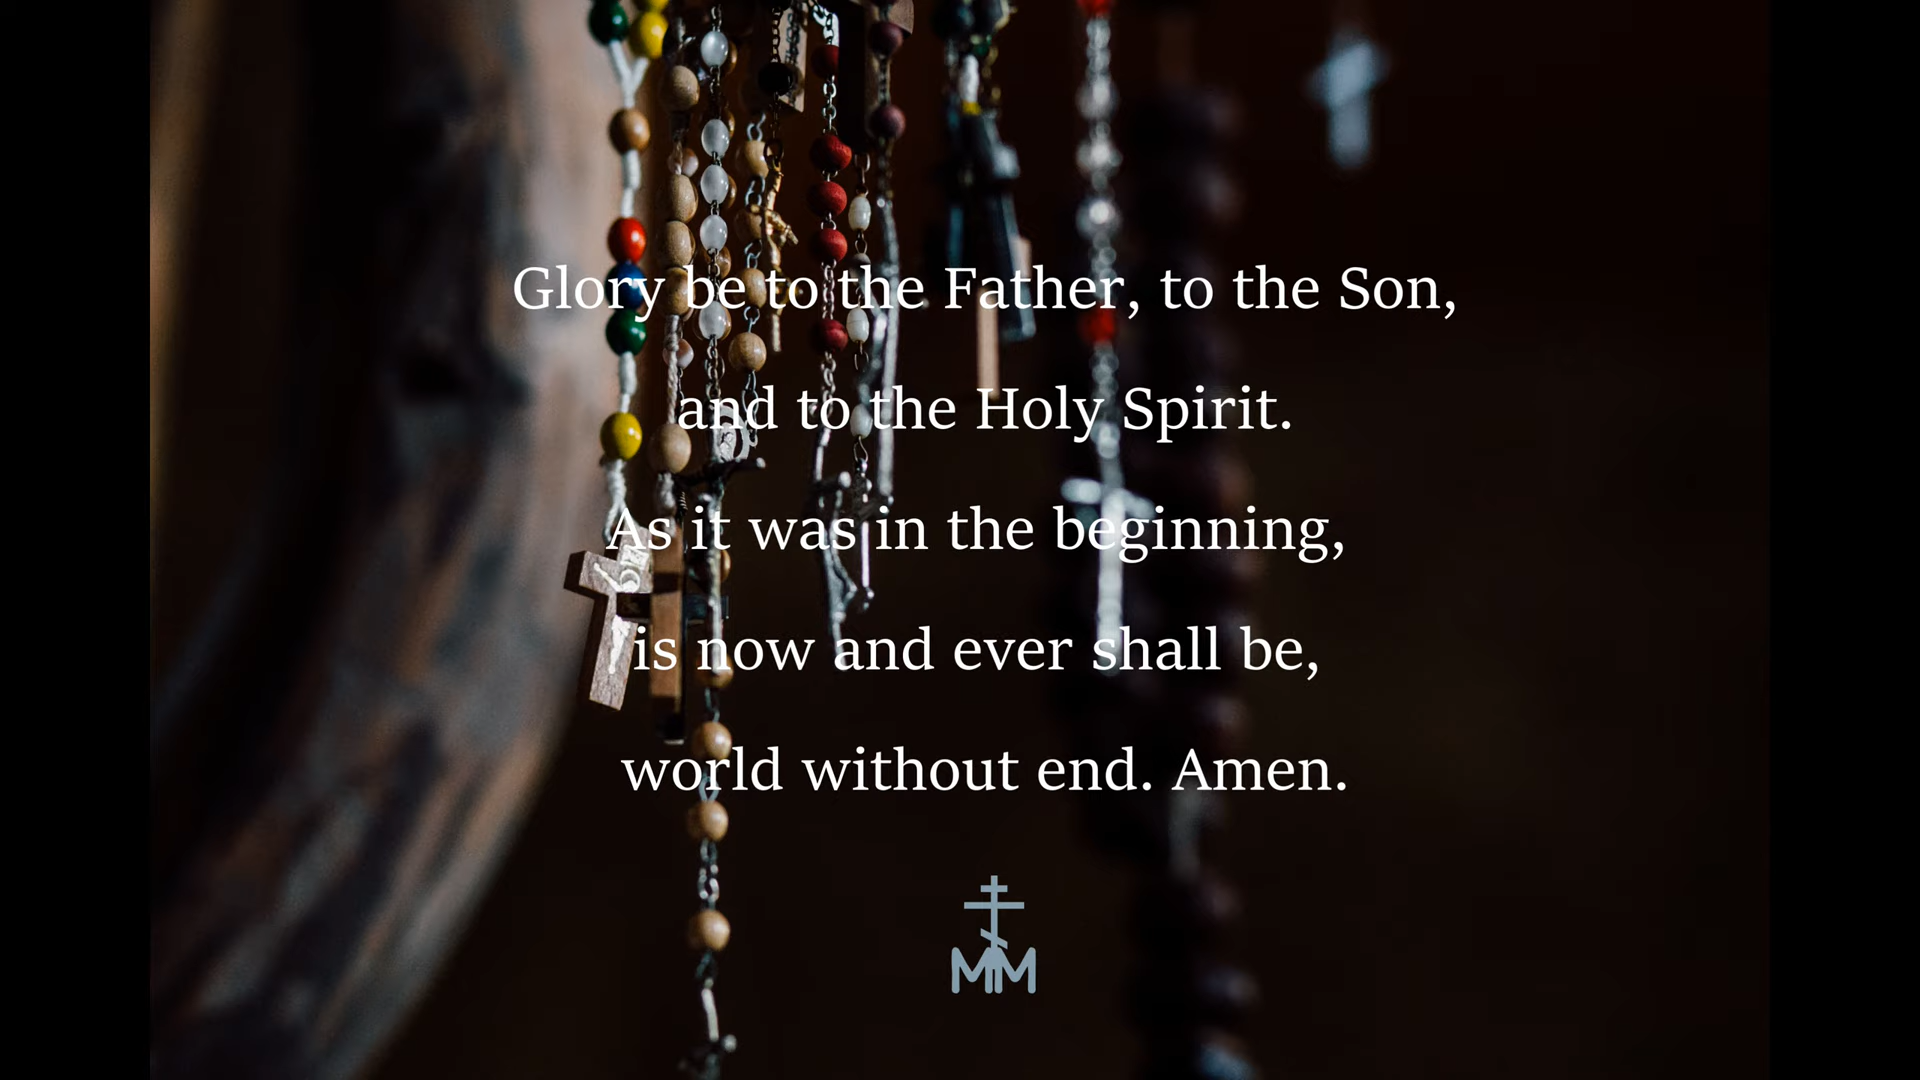 Glory be to the Father, to the Son,
and to the Holy Spirit.
As it was in the beginning,
is now and ever shall be,
world without end. Amen.
MM